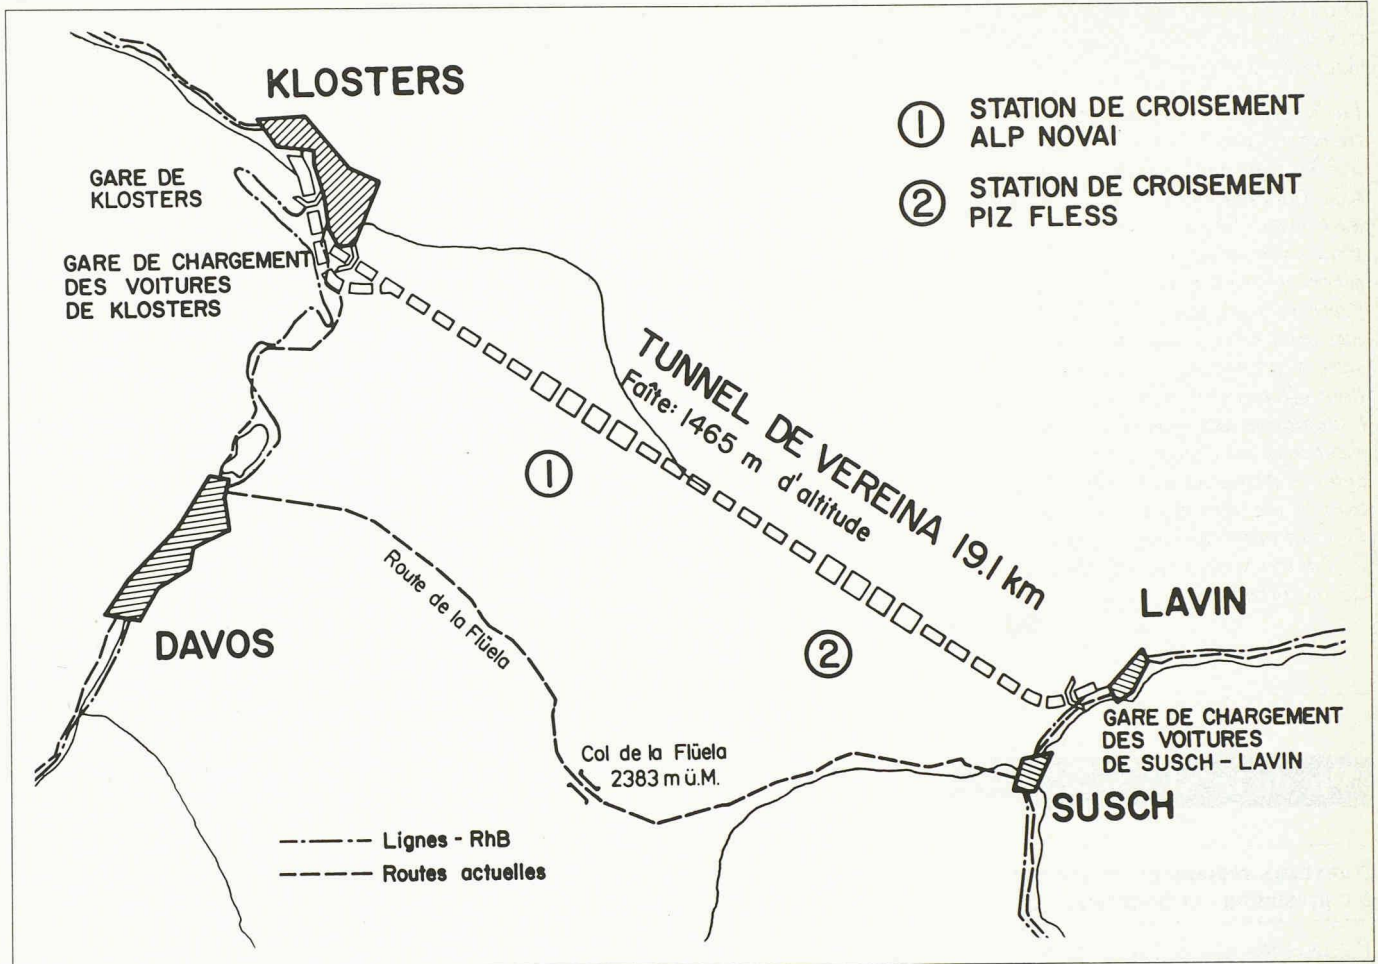 KLOSTERS
① STATION DE CROISEMENT
ALP NOVAI
② STATION DE CROISEMENT
PIZ FLESS
GARE DE
KLOSTERS
GARE DE CHARGEMENT
DES VOITURES
DE KLOSTERS
TUNNEL DE VEREINA 19.1 km
Faîte: 1465 m d'altitude
①
Route de la Flüela
DAVOS
②
LAVIN
GARE DE CHARGEMENT
DES VOITURES
DE SUSCH - LAVIN
Col de la Flüela
2383 m ü.M.
SUSCH
Lignes - RhB
Routes actuelles